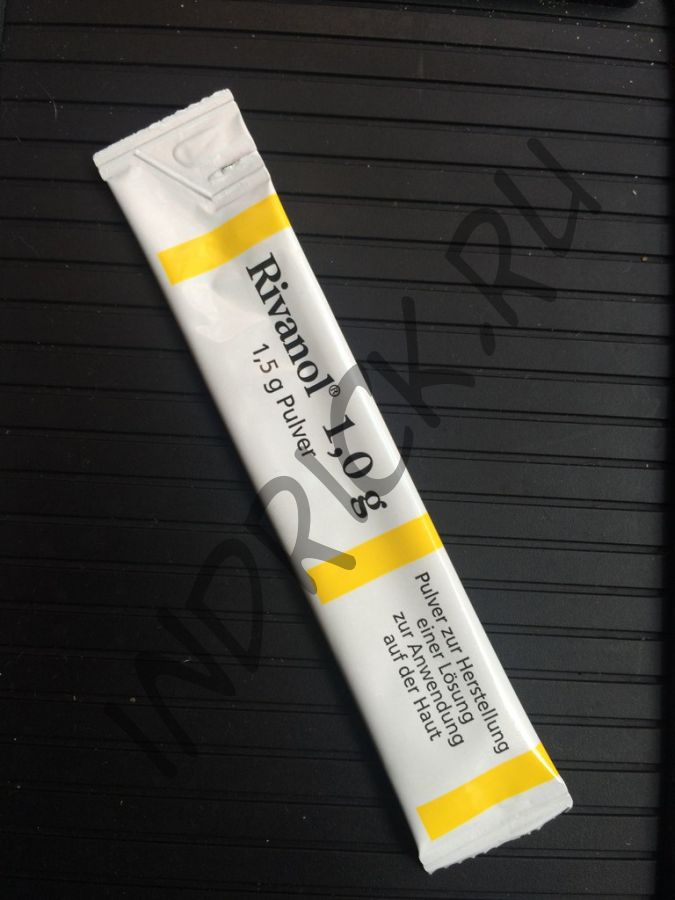 Rivanol® 1,0 g
1,5 g Pulver
Pulver zur Herstellung
einer Lösung
zur Anwendung
auf der Haut
INDRICK.RU